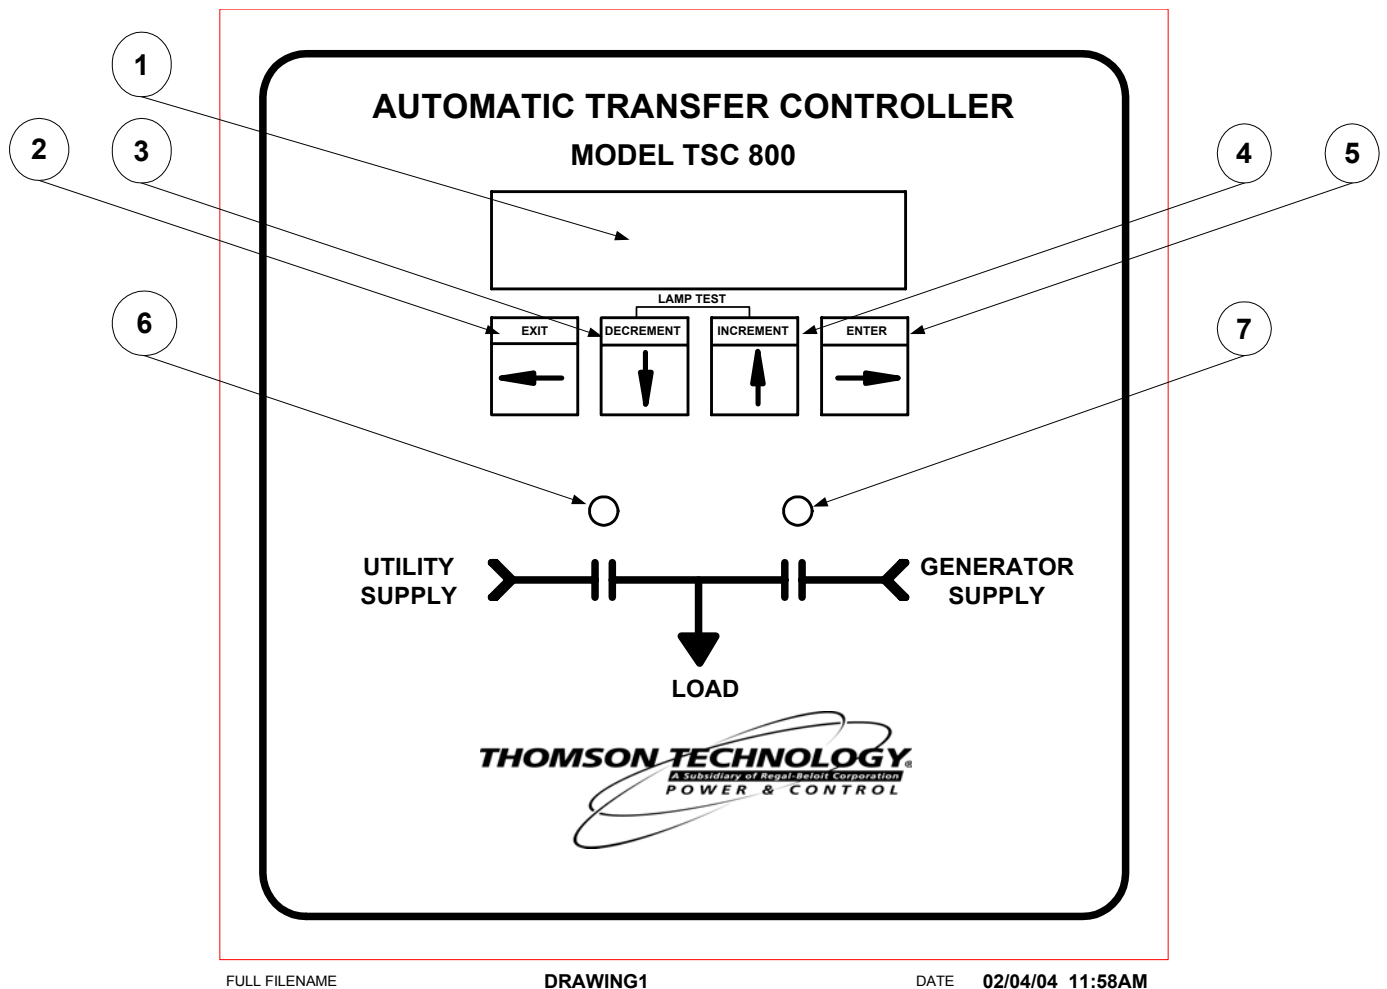 1
AUTOMATIC TRANSFER CONTROLLER
2
3
MODEL TSC 800
4
5
LAMP TEST
6
EXIT
DECREMENT
INCREMENT
ENTER
7
UTILITY
SUPPLY
GENERATOR
SUPPLY
LOAD
THOMSON TECHNOLOGY®
A Subsidiary of Regal-Beloit Corporation
POWER & CONTROL
FULL FILENAME
DRAWING1
DATE 02/04/04 11:58AM